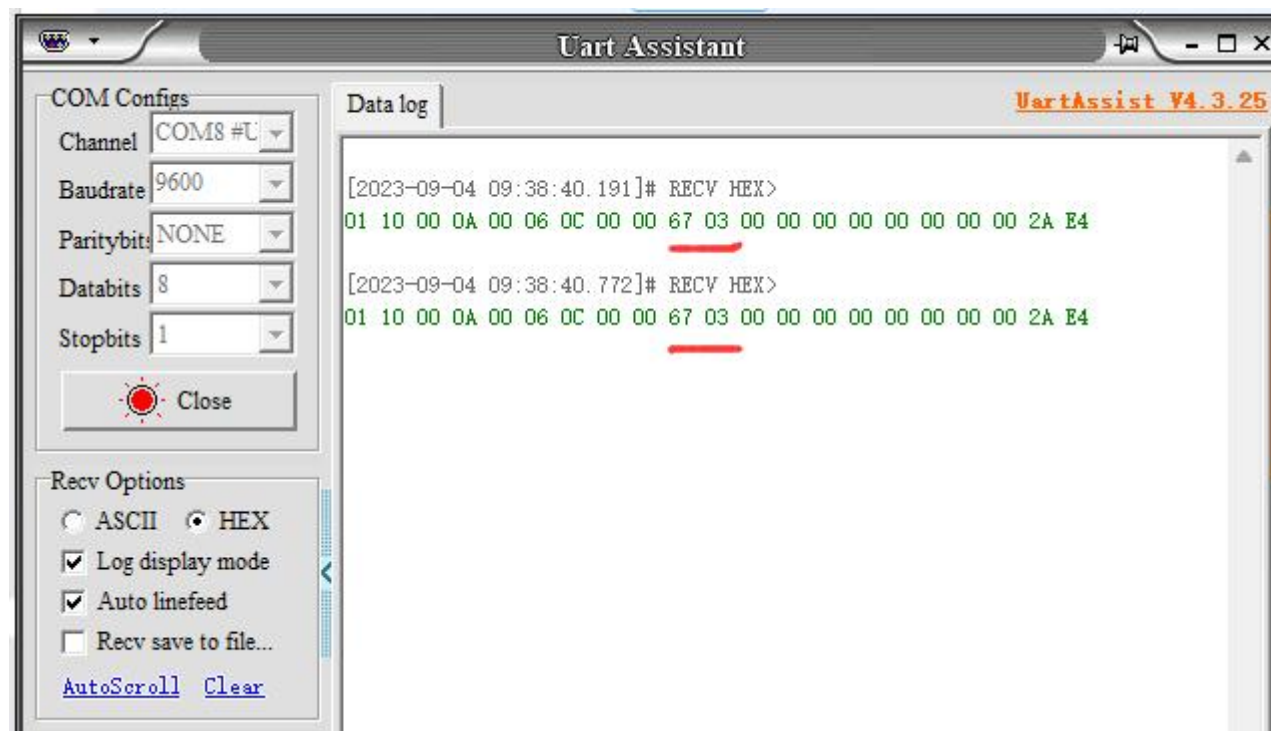 Uart Assistant
COM Configs
Channel COM8 #U
Baudrate 9600
Paritybits NONE
Databits 8
Stopbits 1
Close
Recv Options
ASCII HEX
Log display mode
Auto linefeed
Recv save to file...
AutoScroll Clear
Data log
UartAssist V4.3.25
[2023-09-04 09:38:40.191]# RECV HEX>
01 10 00 0A 00 06 0C 00 00 67 03 00 00 00 00 00 00 00 00 2A E4
[2023-09-04 09:38:40.772]# RECV HEX>
01 10 00 0A 00 06 0C 00 00 67 03 00 00 00 00 00 00 00 00 2A E4